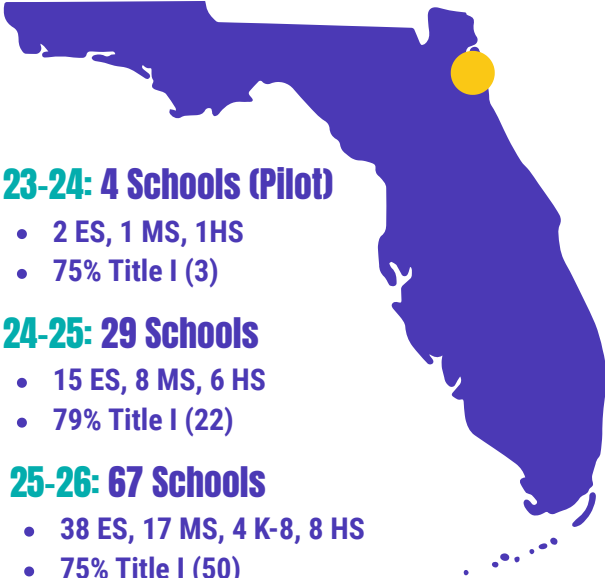 23-24: 4 Schools (Pilot)
• 2 ES, 1 MS, 1HS
• 75% Title I (3)
24-25: 29 Schools
• 15 ES, 8 MS, 6 HS
• 79% Title I (22)
25-26: 67 Schools
• 38 ES, 17 MS, 4 K-8, 8 HS
• 75% Title I (50)